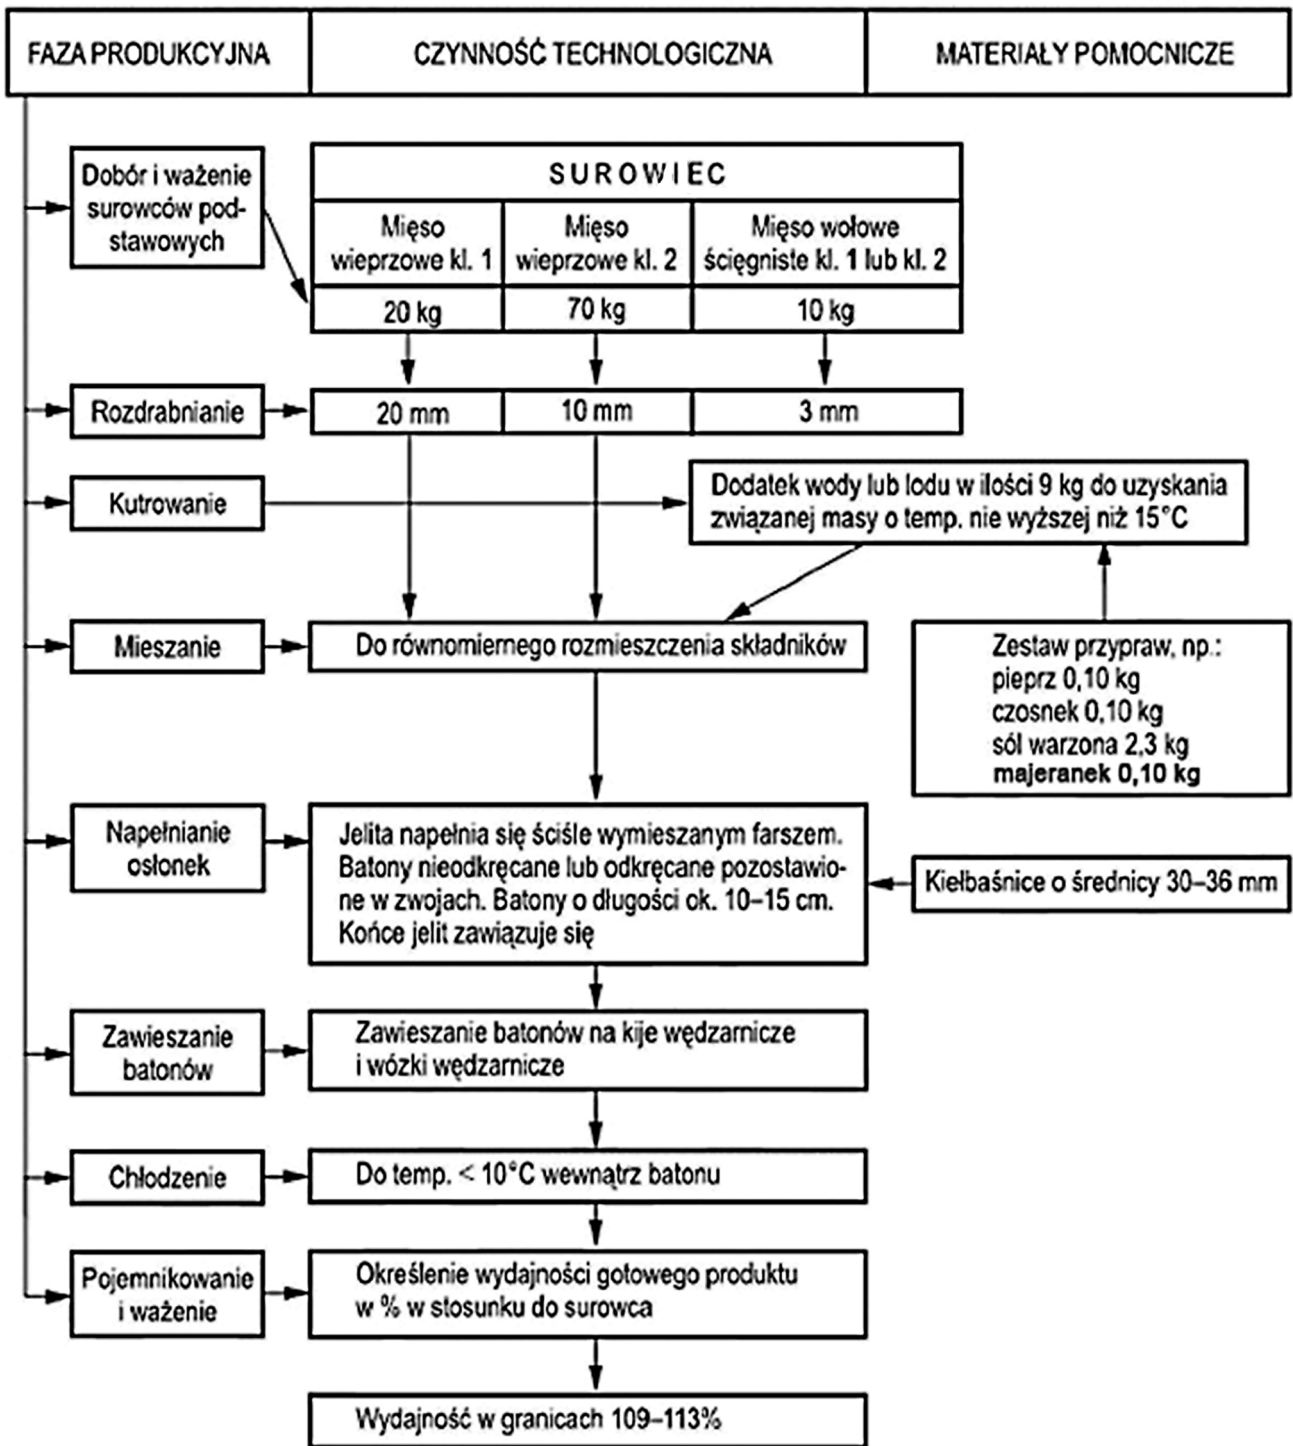 FAZA PRODUKCYJNA
CZYNNOŚĆ TECHNOLOGICZNA
MATERIAŁY POMOCNICZE
Dobór i ważenie
surowców pod-
stawowych
SUROWIEC
Mięso
wieprzowe kl. 1
Mięso
wieprzowe kl. 2
Mięso wołowe
ścięgniste kl. 1 lub kl. 2
20 kg
70 kg
10 kg
Rozdrabnianie
20 mm
10 mm
3 mm
Kutrowanie
Dodatek wody lub lodu w ilości 9 kg do uzyskania
związanej masy o temp. nie wyższej niż 15°C
Mieszanie
Do równomiernego rozmieszczenia składników
Zestaw przypraw, np.:
pieprz 0,10 kg
czosnek 0,10 kg
sól warzona 2,3 kg
majeranek 0,10 kg
Napełnianie
osłonek
Jelita napełnia się ściśle wymieszanym farszem.
Batony nieodkręcane lub odkręcane pozostawio-
ne w zwojach. Batony o długości ok. 10–15 cm.
Końce jelit zawiązuje się
Kiełbaśnice o średnicy 30–36 mm
Zawieszanie
batonów
Zawieszanie batonów na kije wędzarnicze
i wózki wędzarnicze
Chłodzenie
Do temp. < 10°C wewnątrz batonu
Pojemnikowanie
i ważenie
Określenie wydajności gotowego produktu
w % w stosunku do surowca
Wydajność w granicach 109–113%